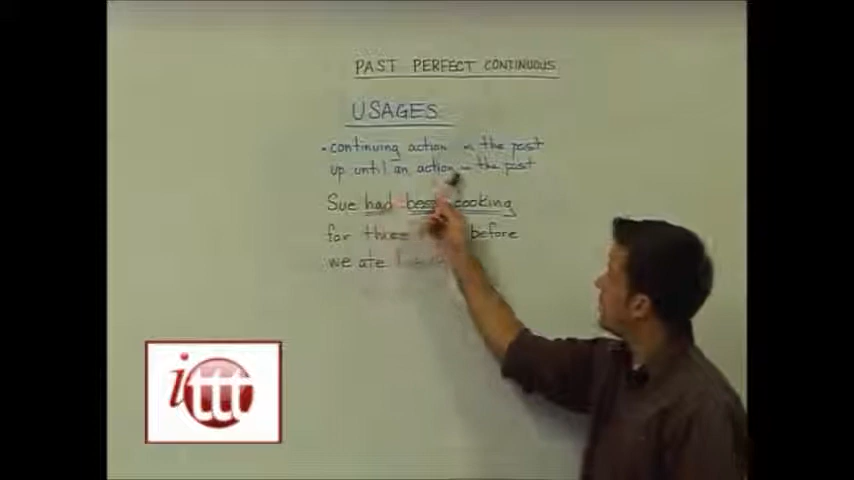 PAST PERFECT CONTINUOUS
USAGES
• continuing action in the past
up until an action in the past
Sue had been cooking
for three before
we ate
ittt